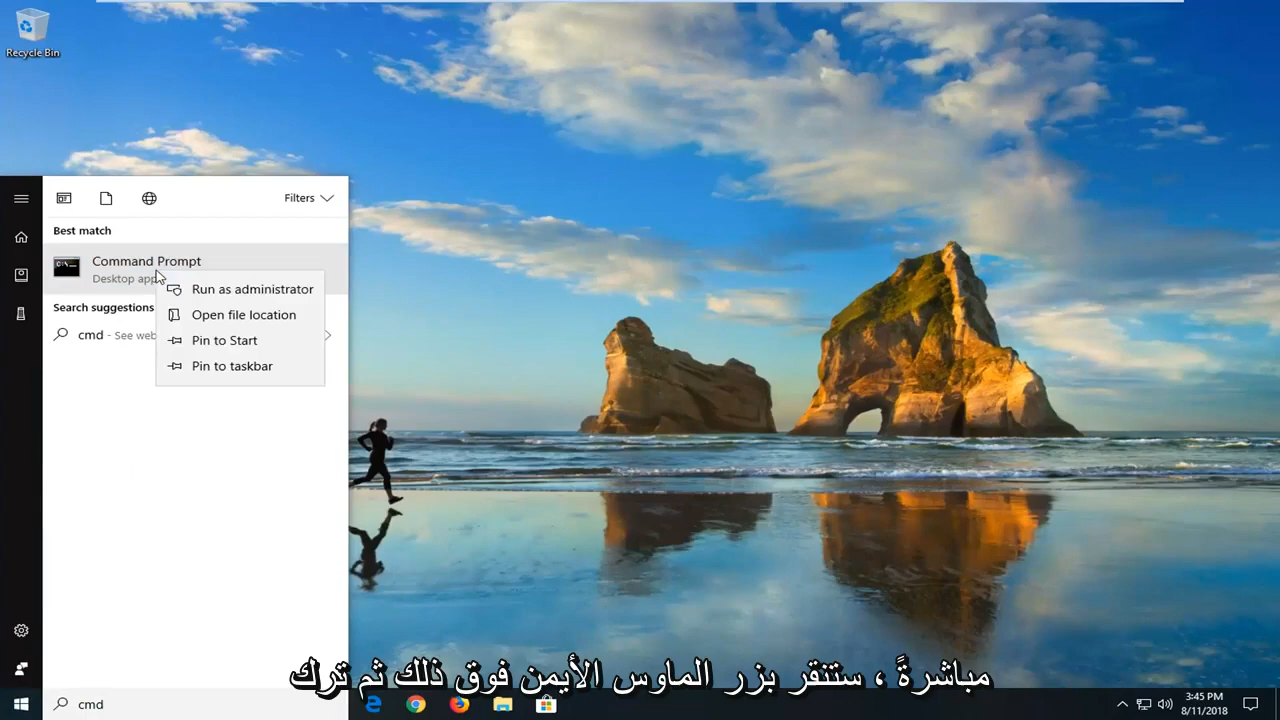 Recycle Bin
Filters
Best match
Command Prompt
Desktop app
Run as administrator
Search suggestions
Open file location
cmd - See web
Pin to Start
Pin to taskbar
مباشرةً ، ستنقر بزر الماوس الأيمن فوق ذلك ثم ترك
cmd
3:45 PM
8/11/2018